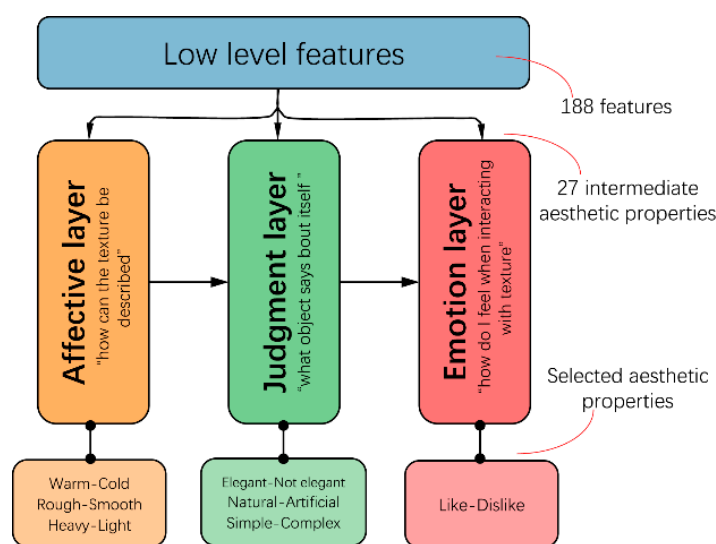 Low level features
188 features
27 intermediate
aesthetic properties
Affective layer
"how can the texture be
described"
Judgment layer
"what object says bout itself "
Emotion layer
"how do I feel when interacting
with texture"
Selected aesthetic
properties
Warm-Cold
Rough-Smooth
Heavy-Light
Elegant-Not elegant
Natural-Artificial
Simple-Complex
Like-Dislike